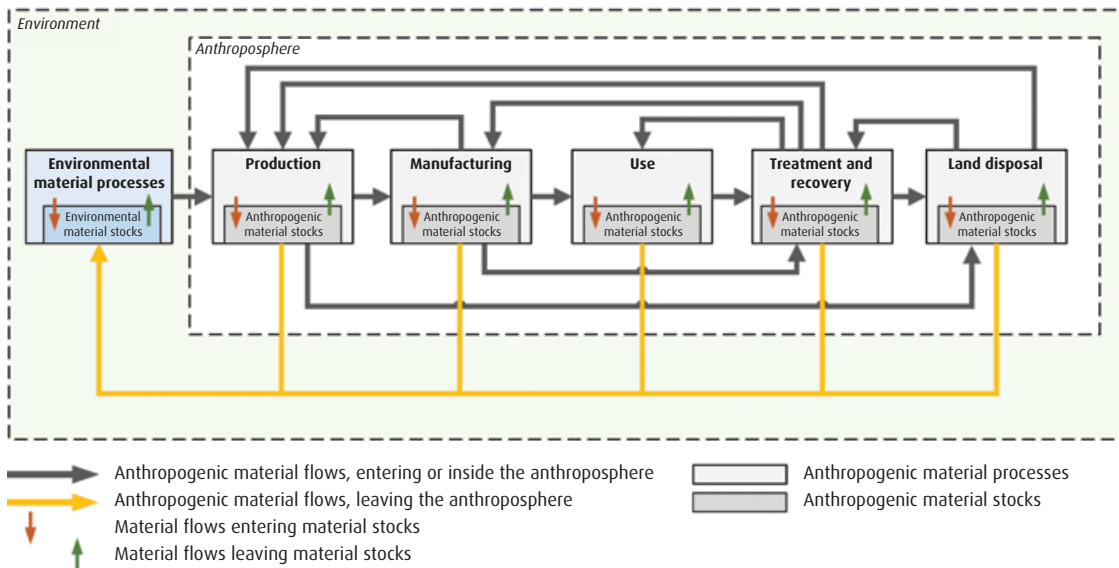 Environment
Anthroposphere
Environmental
material processes
Environmental
material stocks
Production
Anthropogenic
material stocks
Manufacturing
Anthropogenic
material stocks
Use
Anthropogenic
material stocks
Treatment and
recovery
Anthropogenic
material stocks
Land disposal
Anthropogenic
material stocks
Anthropogenic material flows, entering or inside the anthroposphere
Anthropogenic material flows, leaving the anthroposphere
Material flows entering material stocks
Material flows leaving material stocks
Anthropogenic material processes
Anthropogenic material stocks